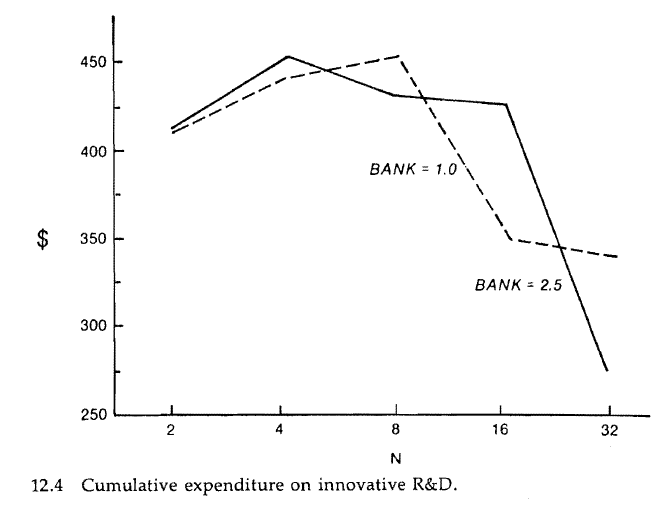 450
400
BANK = 1.0
$
350
BANK = 2.5
300
250
2 4 8 16 32
N
12.4 Cumulative expenditure on innovative R&D.